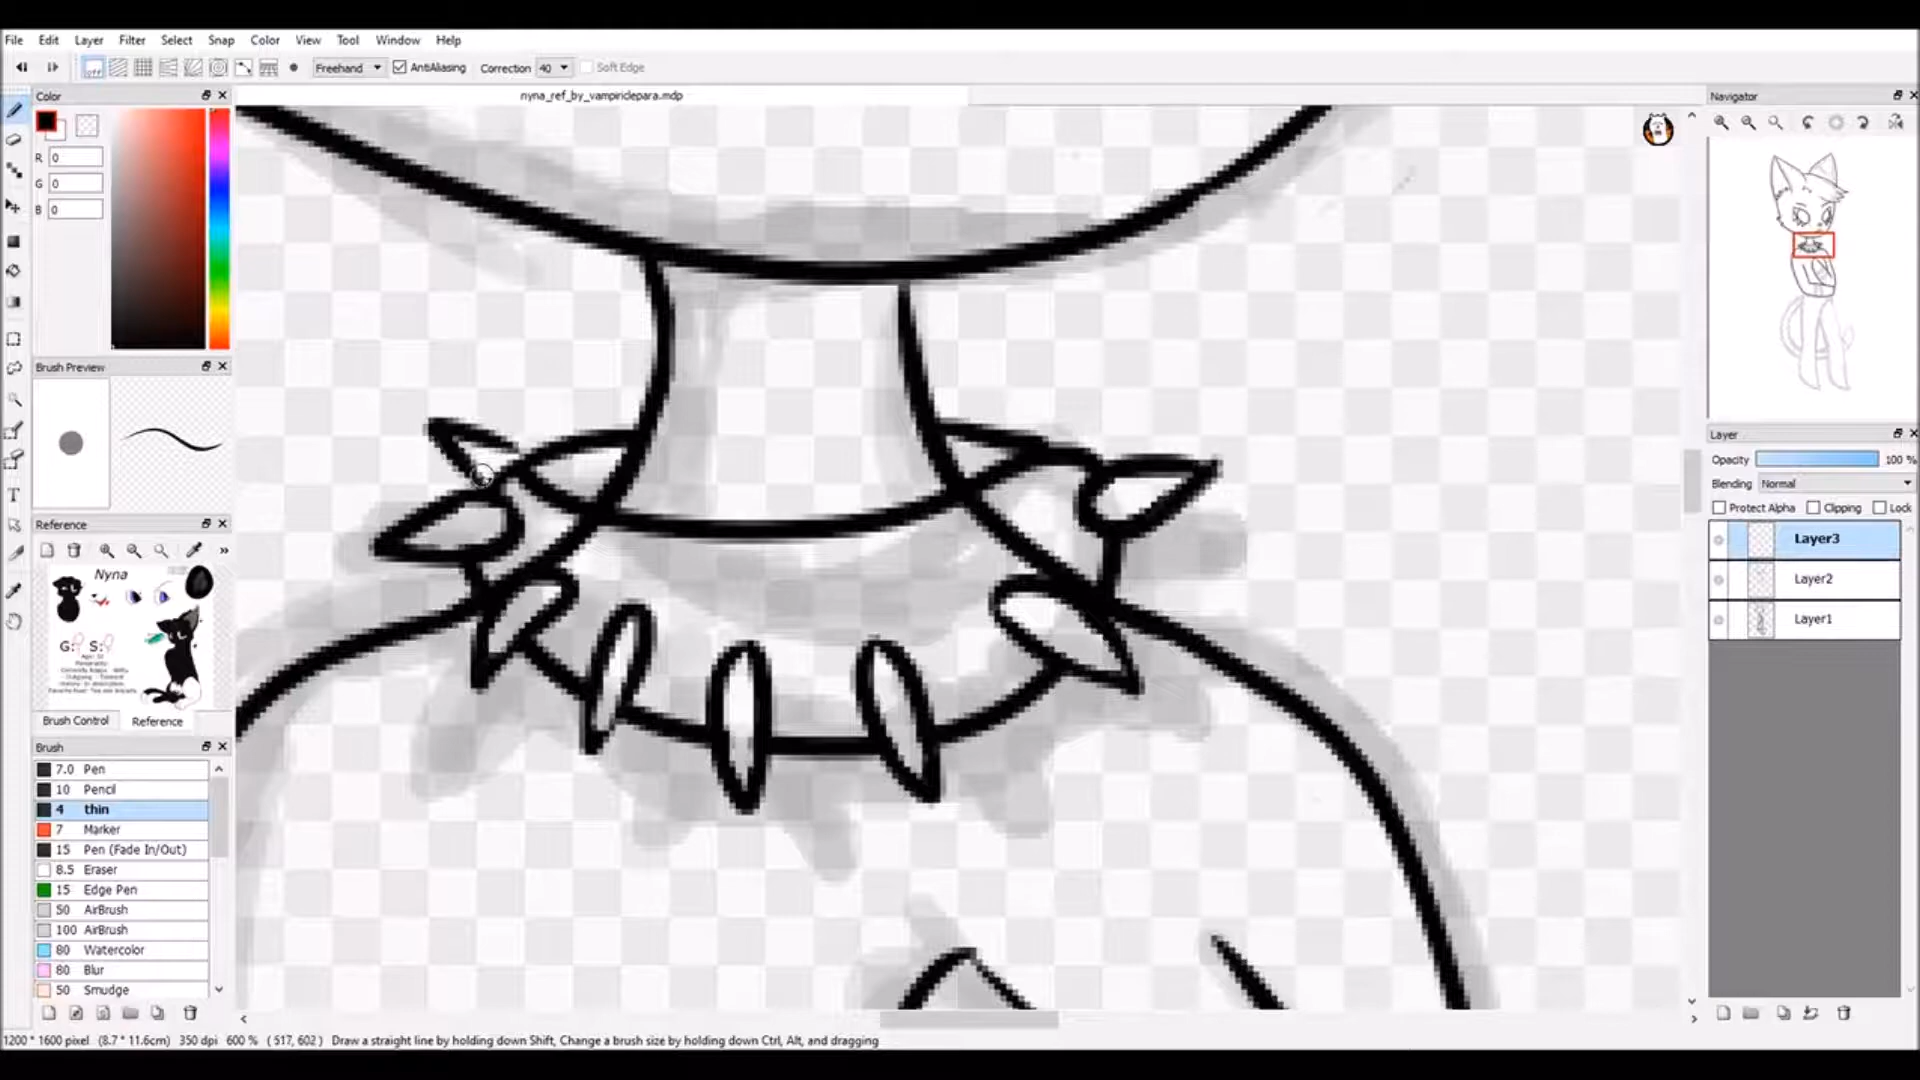 File Edit Layer Filter Select Snap Color View Tool Window Help
off Freehand AntiAliasing Correction 40 Soft Edge
Color
nyna_ref_by_vampiriclepara.mdp
Navigator
R 0
G 0
B 0
Brush Preview
Layer
Opacity 100 %
Blending Normal
Protect Alpha Clipping Lock
Reference
Layer3
Layer2
Layer1
Nyna
G: S:
Brush Control Reference
Brush
7.0 Pen
10 Pencil
4 thin
7 Marker
15 Pen (Fade In/Out)
8.5 Eraser
15 Edge Pen
50 AirBrush
100 AirBrush
80 Watercolor
80 Blur
50 Smudge
1200 * 1600 pixel (8.7 * 11.6cm) 350 dpi 600 % ( 517, 602 ) Draw a straight line by holding down Shift, Change a brush size by holding down Ctrl, Alt, and dragging